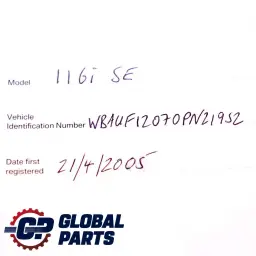 Model 116i SE
Vehicle
Identification Number WBAUF12070PN21952
Date first
registered 21/4/2005
GP GLOBAL
PARTS